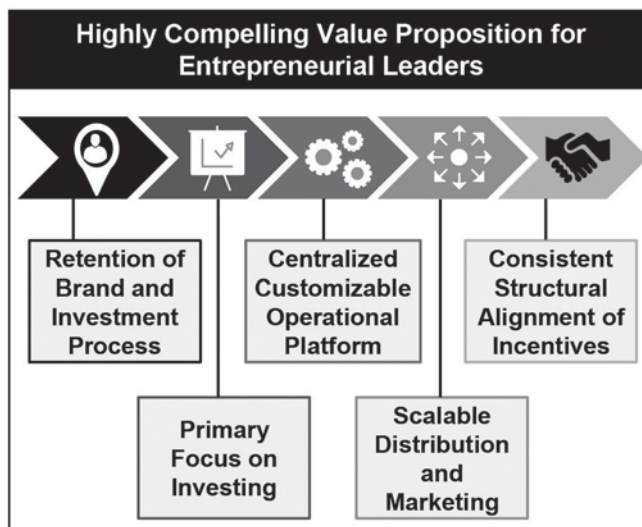 Highly Compelling Value Proposition for
Entrepreneurial Leaders
Retention of
Brand and
Investment
Process
Primary
Focus on
Investing
Centralized
Customizable
Operational
Platform
Scalable
Distribution
and
Marketing
Consistent
Structural
Alignment of
Incentives